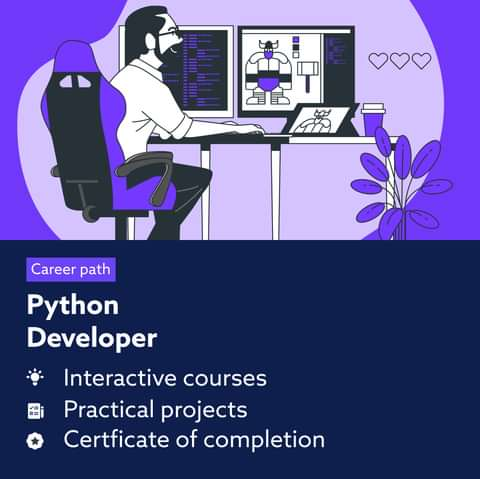 Career path
Python
Developer
Interactive courses
Practical projects
Certficate of completion